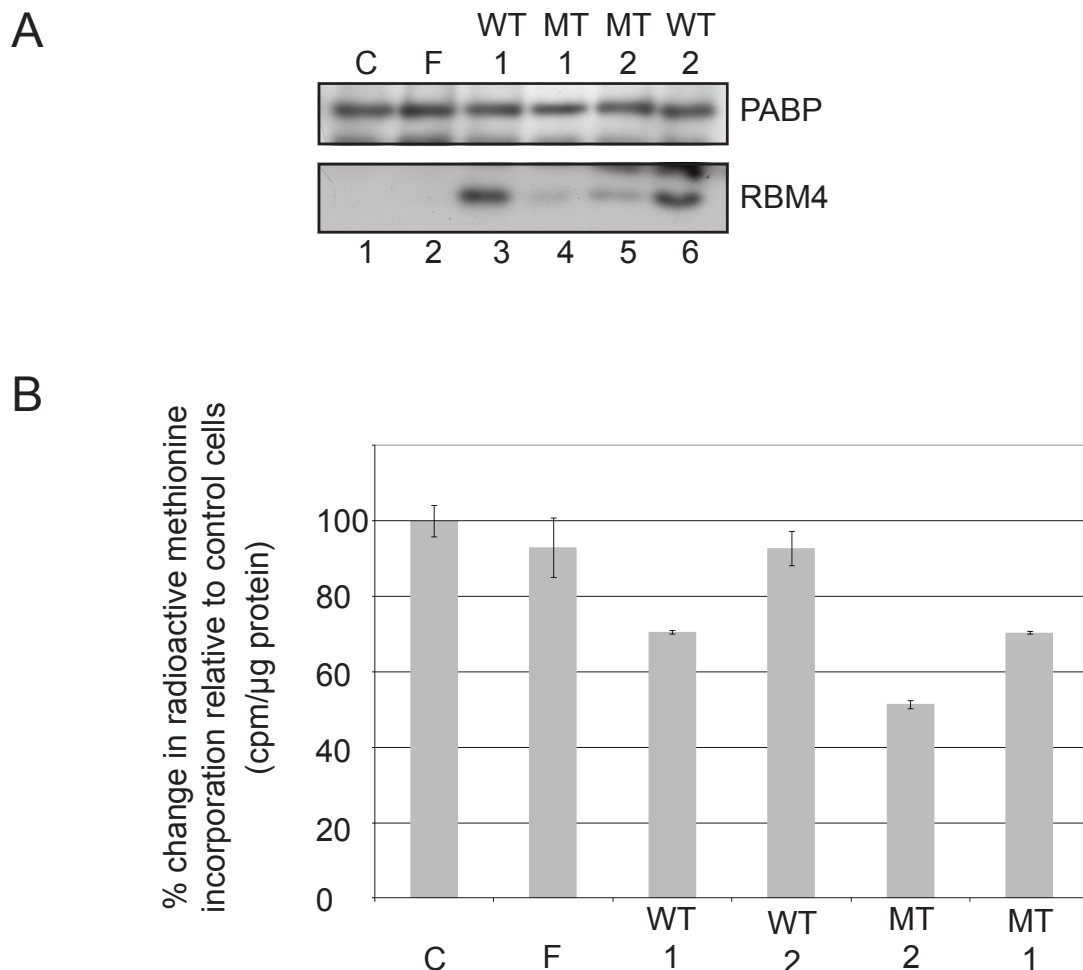 A
WT MT MT WT
C F 1 1 2 2
PABP
RBM4
1 2 3 4 5 6
B
% change in radioactive methionine
incorporation relative to control cells
(cpm/µg protein)
100
80
60
40
20
0
WT WT MT MT
C F 1 2 2 1